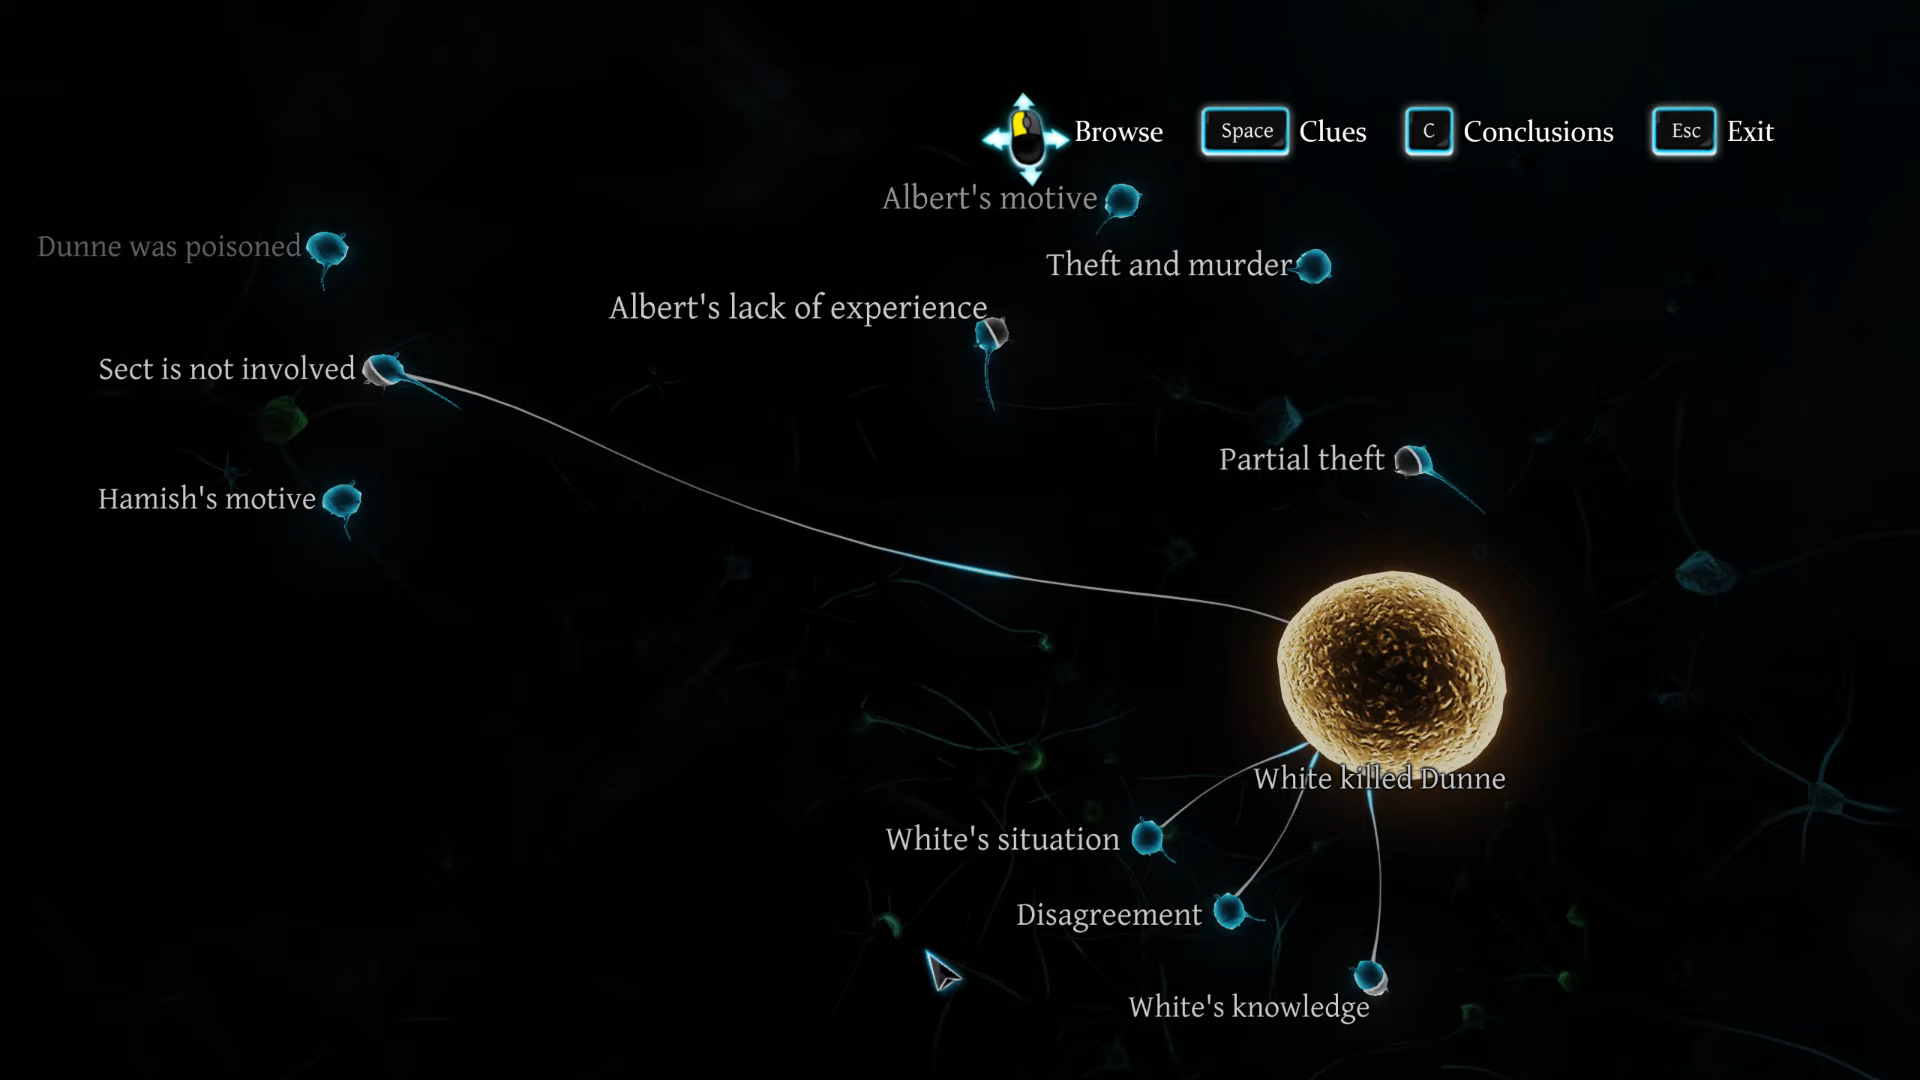 Browse
Space Clues
C Conclusions
Esc Exit
Albert's motive
Dunne was poisoned
Theft and murder
Albert's lack of experience
Sect is not involved
Partial theft
Hamish's motive
White killed Dunne
White's situation
Disagreement
White's knowledge